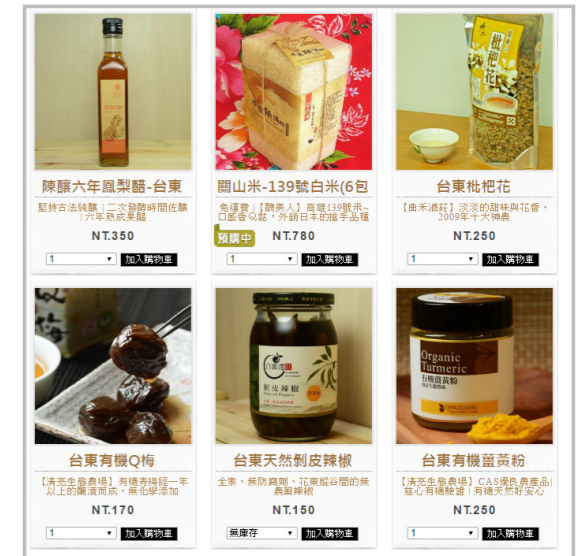 枇杷花
陳釀六年鳳梨醋-台東
堅持古法純釀 | 二次發酵時間佐釀
| 六年熟成果醋
NT.350
1
加入購物車
關山米-139號白米(6包
免運費 |【醜美人】高雄139號米~
口感香Q黏，外銷日本的搶手品種
預購中
NT.780
1
加入購物車
台東枇杷花
【曲禾酒莊】淡淡的甜味與花香、
2009年十大神農
NT.250
1
加入購物車
Organic
Turmeric
有機薑黃粉
QINGLIANG
剝皮辣椒
台東有機Q梅
【清亮生態農場】有機青梅經一年
以上的醃漬而成、無化學添加
NT.170
1
加入購物車
台東天然剝皮辣椒
全素、無防腐劑、花東縱谷間的無
農藥辣椒
NT.150
無庫存
加入購物車
台東有機薑黃粉
【清亮生態農場】CAS優良農產品|
慈心有機驗證 | 有機天然好安心
NT.250
1
加入購物車